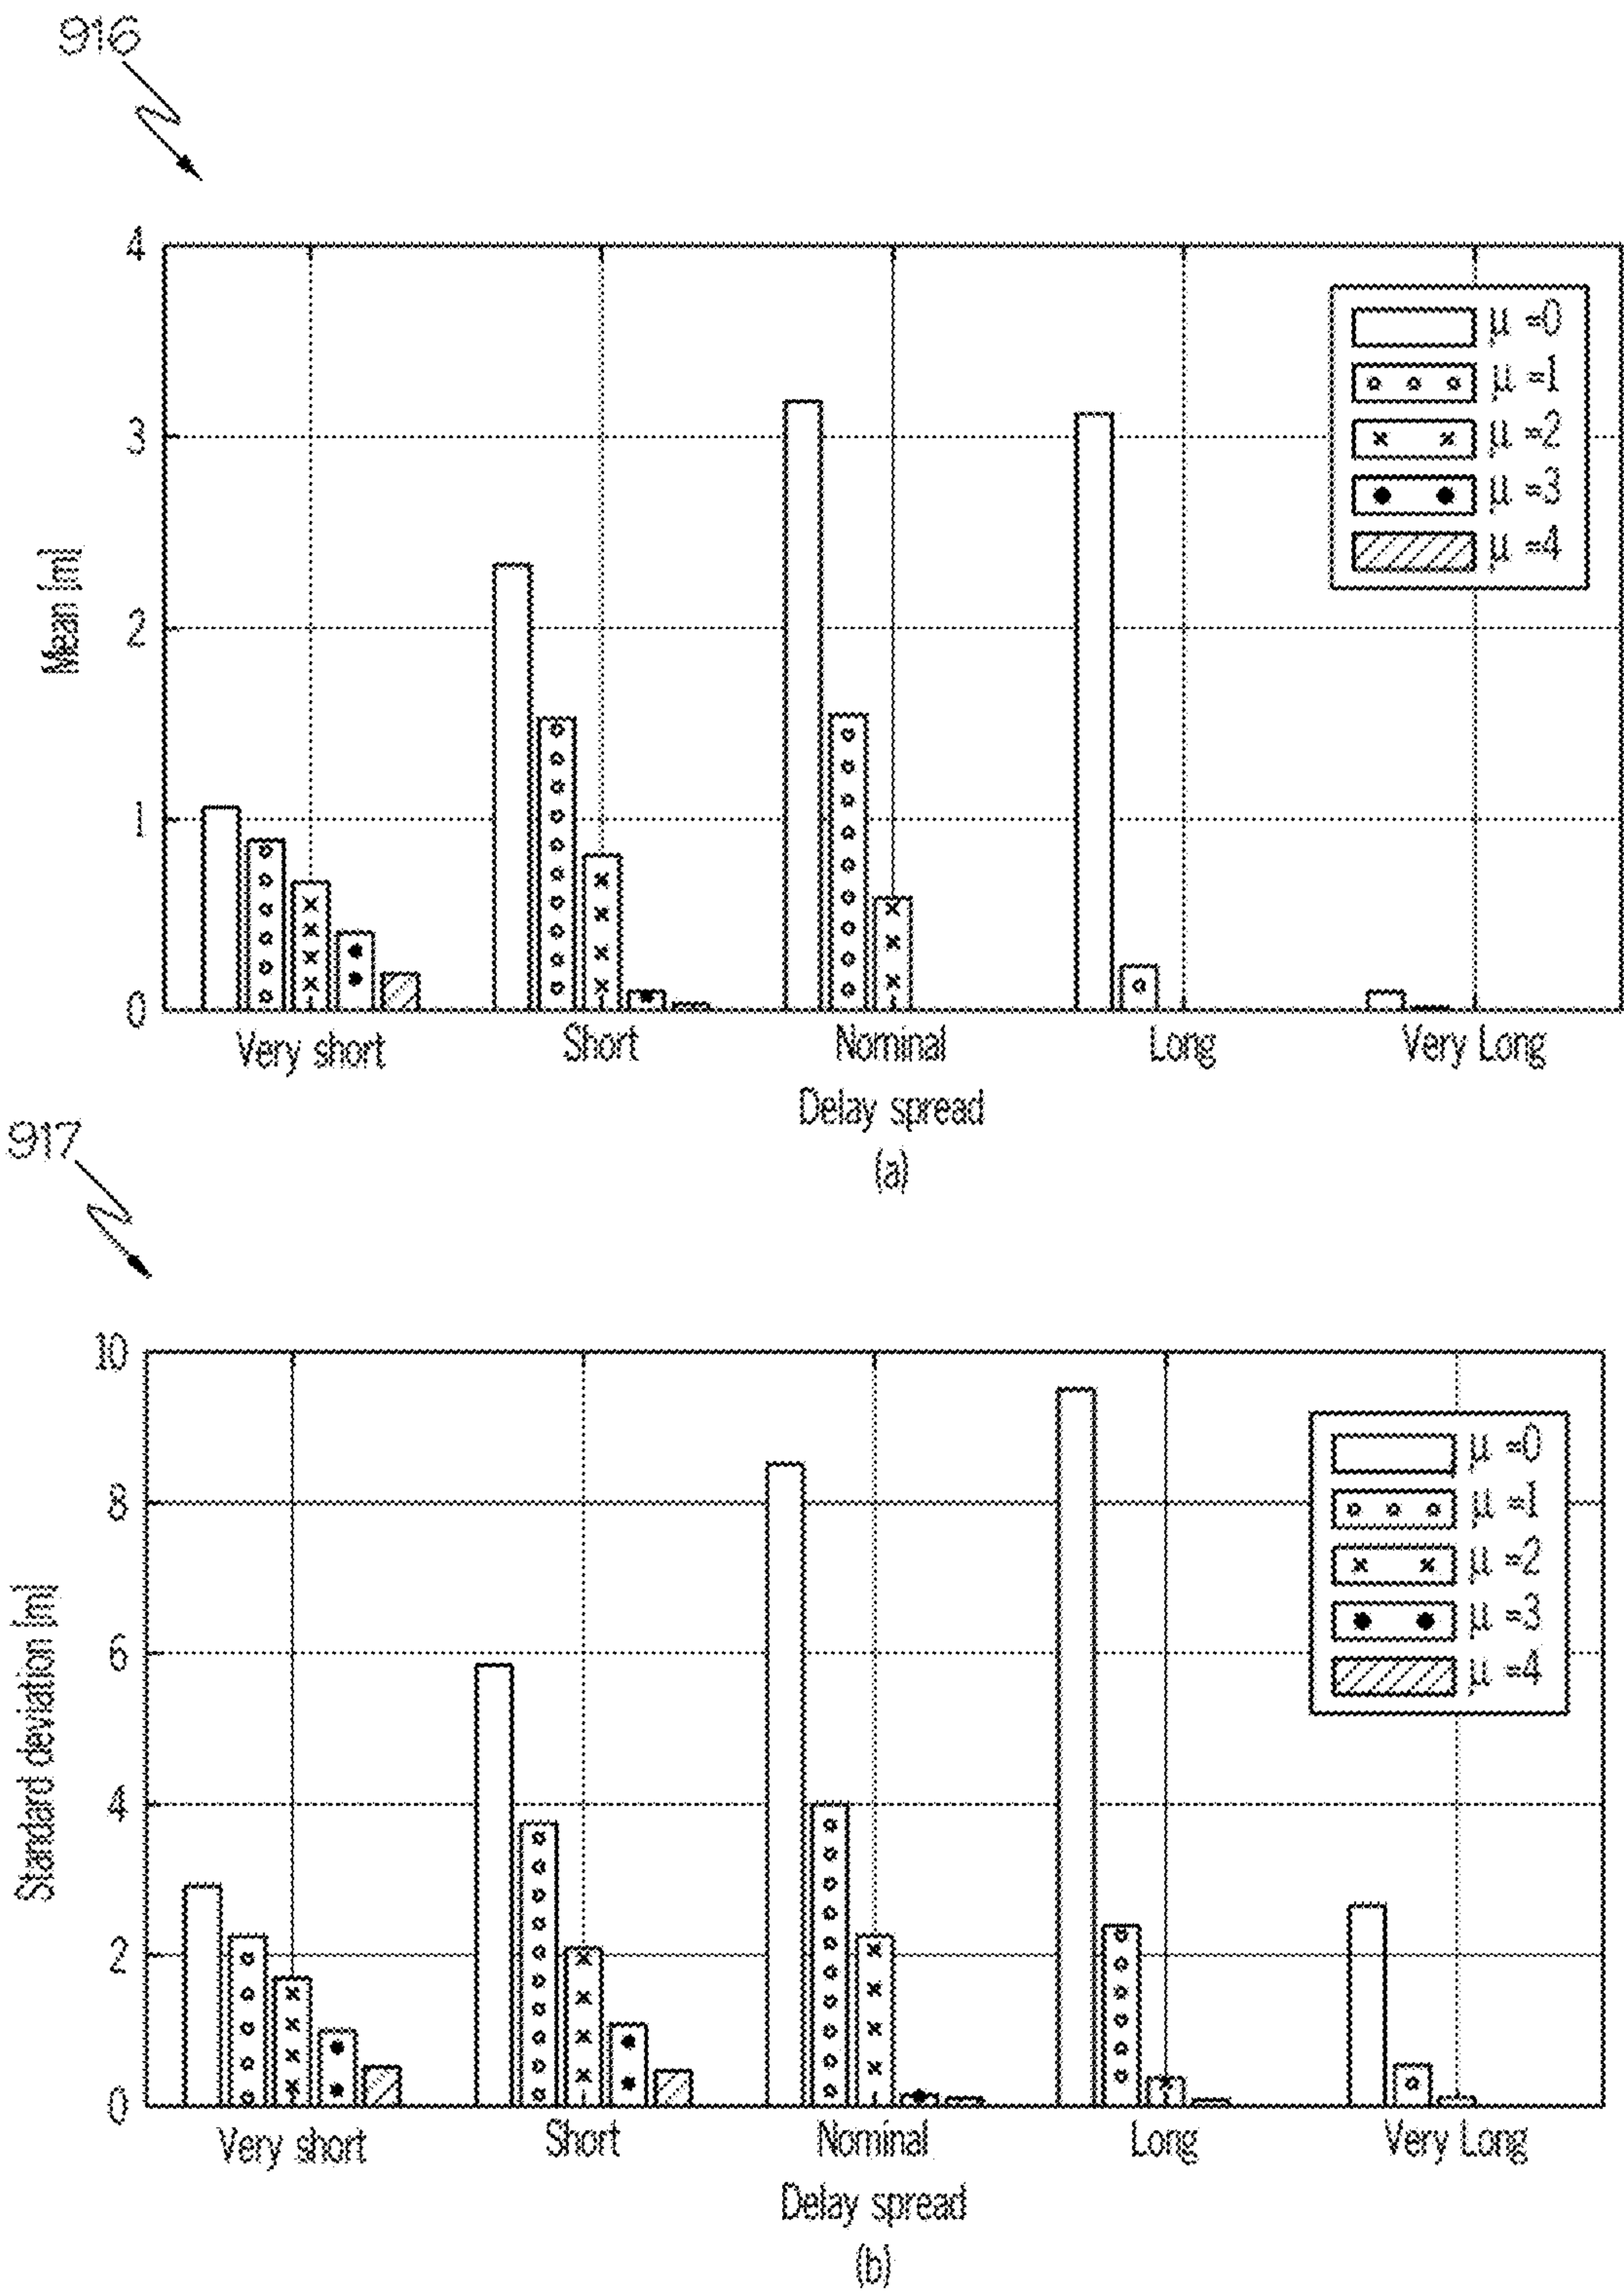 916
4
3
2
1
0
Mean [m]
μ =0
μ =1
μ =2
μ =3
μ =4
Very short
Short
Nominal
Long
Very Long
Delay spread
(a)
917
10
8
6
4
2
0
Standard deviation [m]
μ =0
μ =1
μ =2
μ =3
μ =4
Very short
Short
Nominal
Long
Very Long
Delay spread
(b)